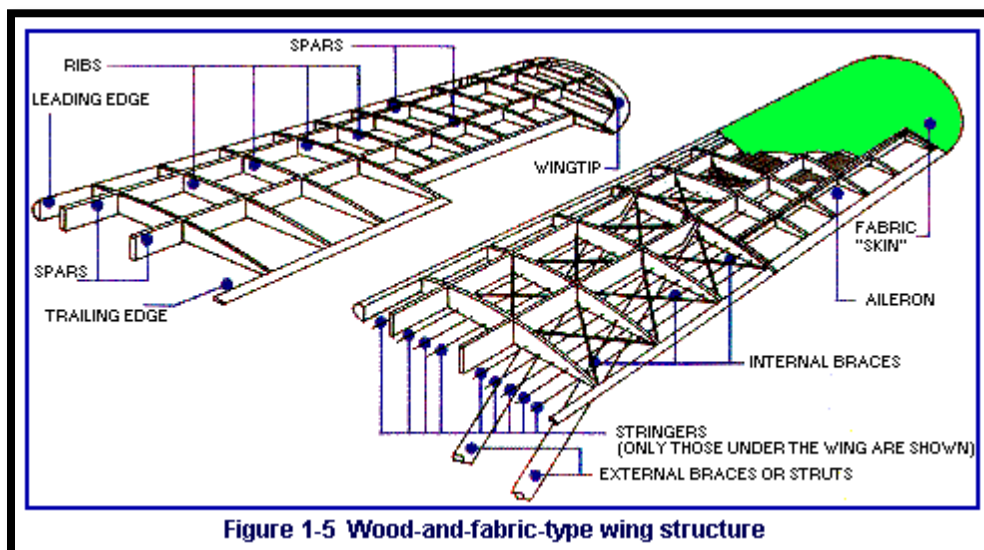 SPARS
RIBS
LEADING EDGE
WINGTIP
FABRIC
"SKIN"
SPARS
AILERON
TRAILING EDGE
INTERNAL BRACES
STRINGERS
(ONLY THOSE UNDER THE WING ARE SHOWN)
EXTERNAL BRACES OR STRUTS
Figure 1-5 Wood-and-fabric-type wing structure